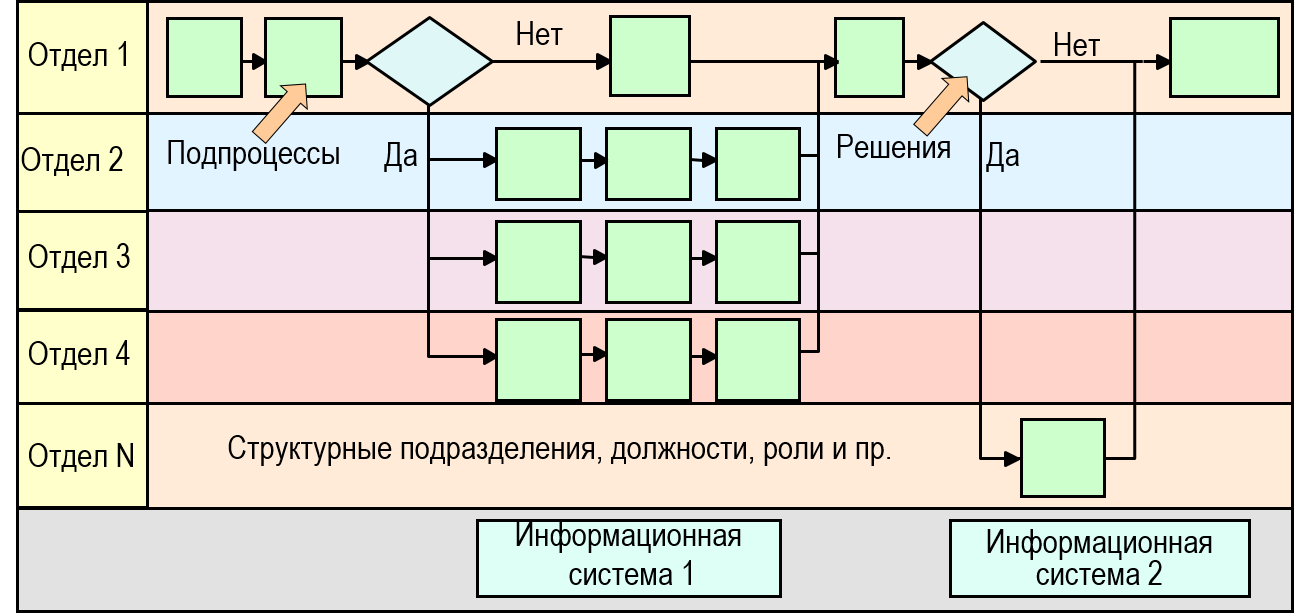 Отдел 1
Нет
Нет
Отдел 2
Подпроцессы
Да
Решения
Да
Отдел 3
Отдел 4
Отдел N
Структурные подразделения, должности, роли и пр.
Информационная
система 1
Информационная
система 2